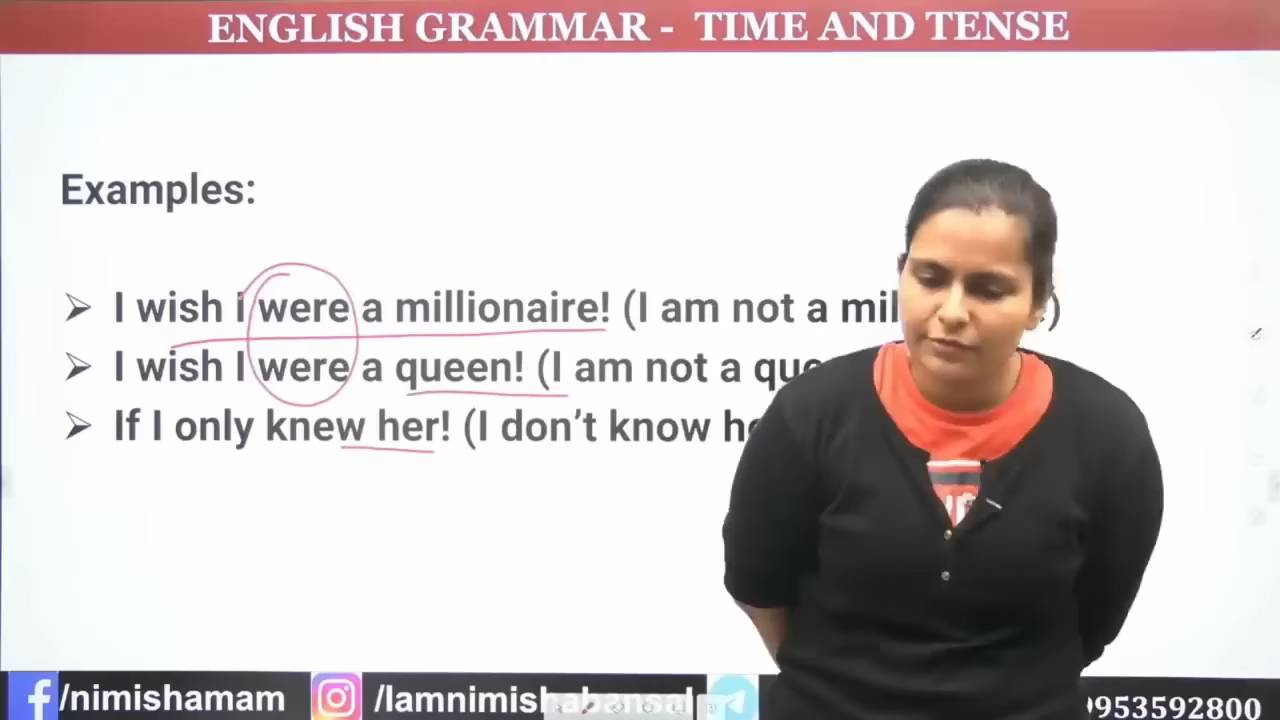 ENGLISH GRAMMAR - TIME AND TENSE
Examples:
➢ I wish i were a millionaire! (I am not a mil )
➢ I wish I were a queen! (I am not a que
➢ If I only knew her! (I don’t know he
/nimishamam /Iamnimishabansal 9953592800